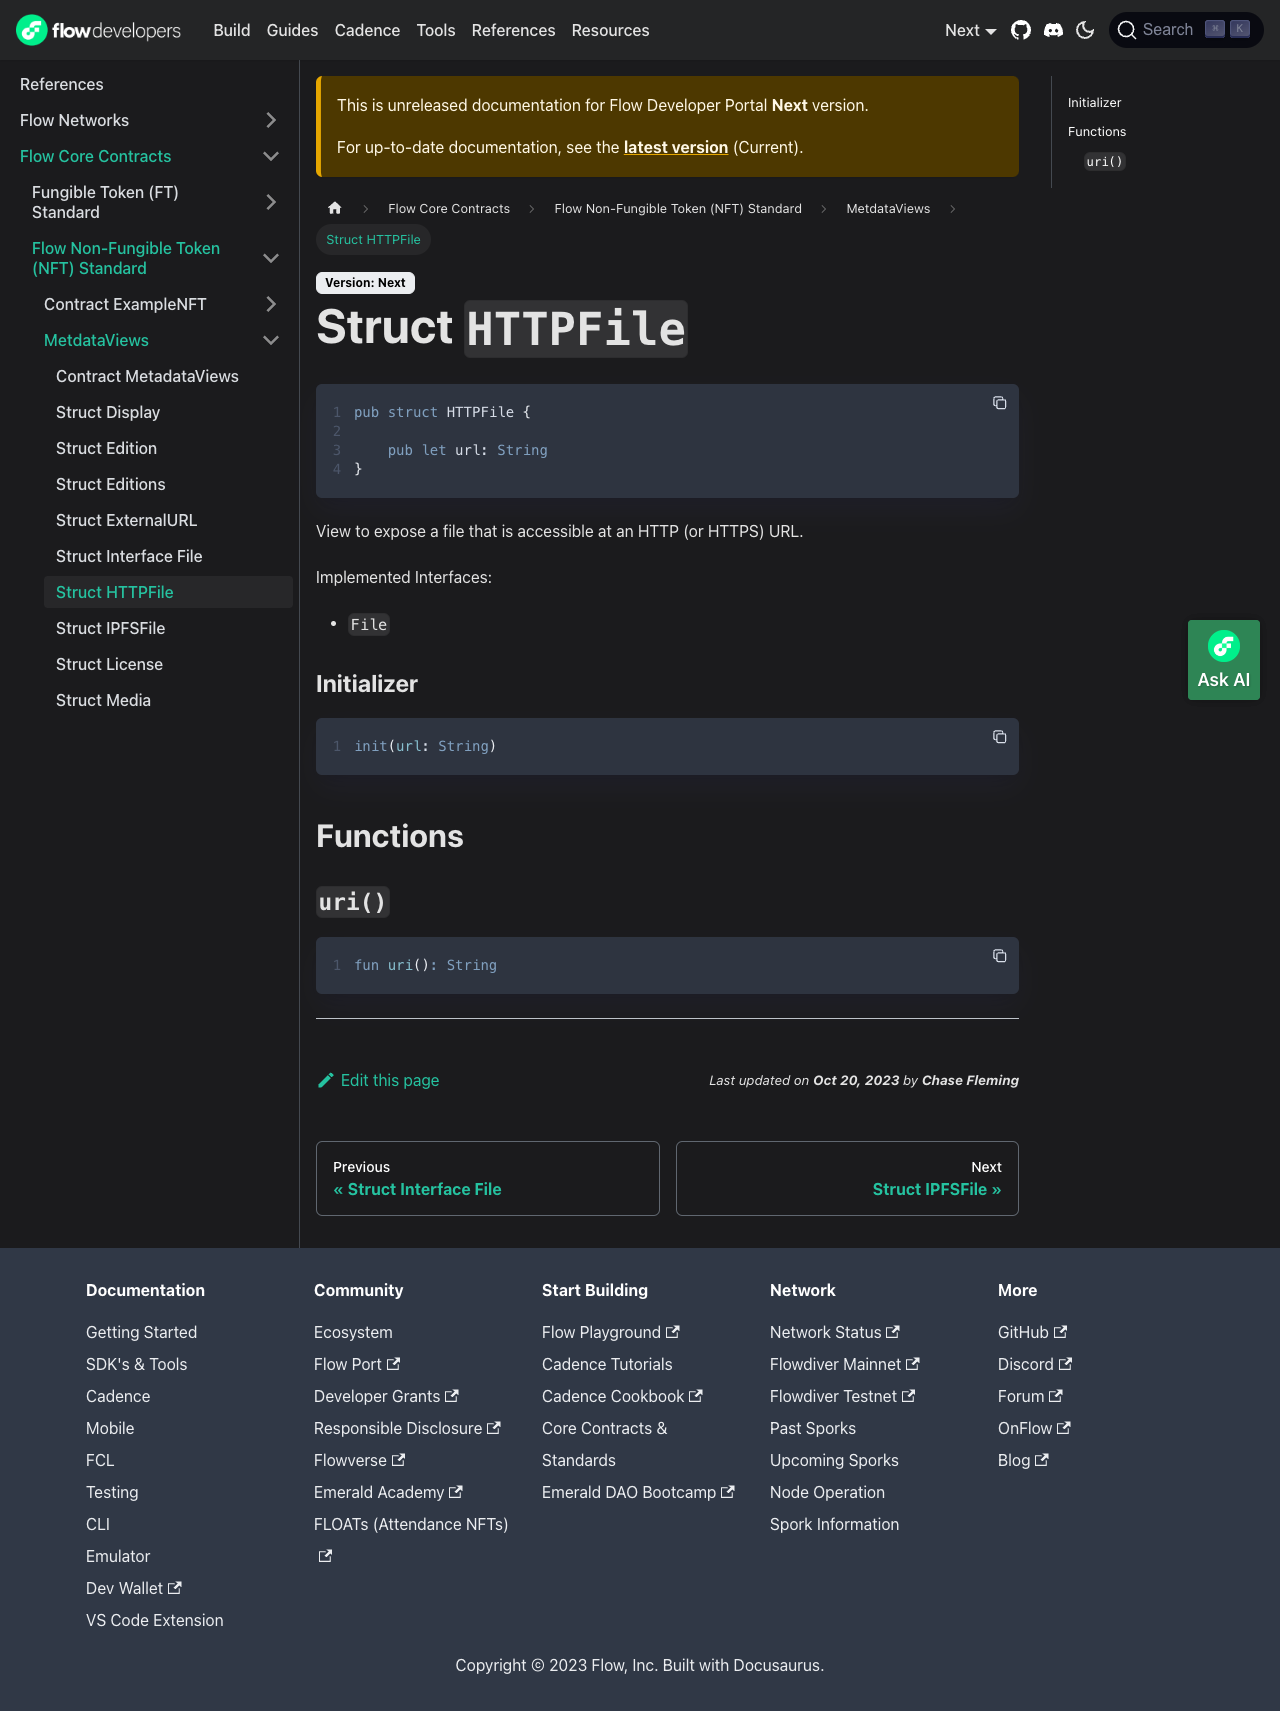 flowdevelopers
Build Guides Cadence Tools References Resources
Next
Search ⌘ K
References
Flow Networks
Flow Core Contracts
Fungible Token (FT)
Standard
Flow Non-Fungible Token
(NFT) Standard
Contract ExampleNFT
MetdataViews
Contract MetadataViews
Struct Display
Struct Edition
Struct Editions
Struct ExternalURL
Struct Interface File
Struct HTTPFile
Struct IPFSFile
Struct License
Struct Media
This is unreleased documentation for Flow Developer Portal Next version.
For up-to-date documentation, see the latest version (Current).
Flow Core Contracts
Flow Non-Fungible Token (NFT) Standard
MetdataViews
Struct HTTPFile
Version: Next
Struct HTTPFile
1 pub struct HTTPFile {
2
3     pub let url: String
4 }
View to expose a file that is accessible at an HTTP (or HTTPS) URL.
Implemented Interfaces:
• File
Initializer
1 init(url: String)
Functions
uri()
1 fun uri(): String
Edit this page
Last updated on Oct 20, 2023 by Chase Fleming
Previous
« Struct Interface File
Next
Struct IPFSFile »
Initializer
Functions
uri()
Ask AI
Documentation
Getting Started
SDK's & Tools
Cadence
Mobile
FCL
Testing
CLI
Emulator
Dev Wallet
VS Code Extension
Community
Ecosystem
Flow Port
Developer Grants
Responsible Disclosure
Flowverse
Emerald Academy
FLOATs (Attendance NFTs)
Start Building
Flow Playground
Cadence Tutorials
Cadence Cookbook
Core Contracts &
Standards
Emerald DAO Bootcamp
Network
Network Status
Flowdiver Mainnet
Flowdiver Testnet
Past Sporks
Upcoming Sporks
Node Operation
Spork Information
More
GitHub
Discord
Forum
OnFlow
Blog
Copyright © 2023 Flow, Inc. Built with Docusaurus.